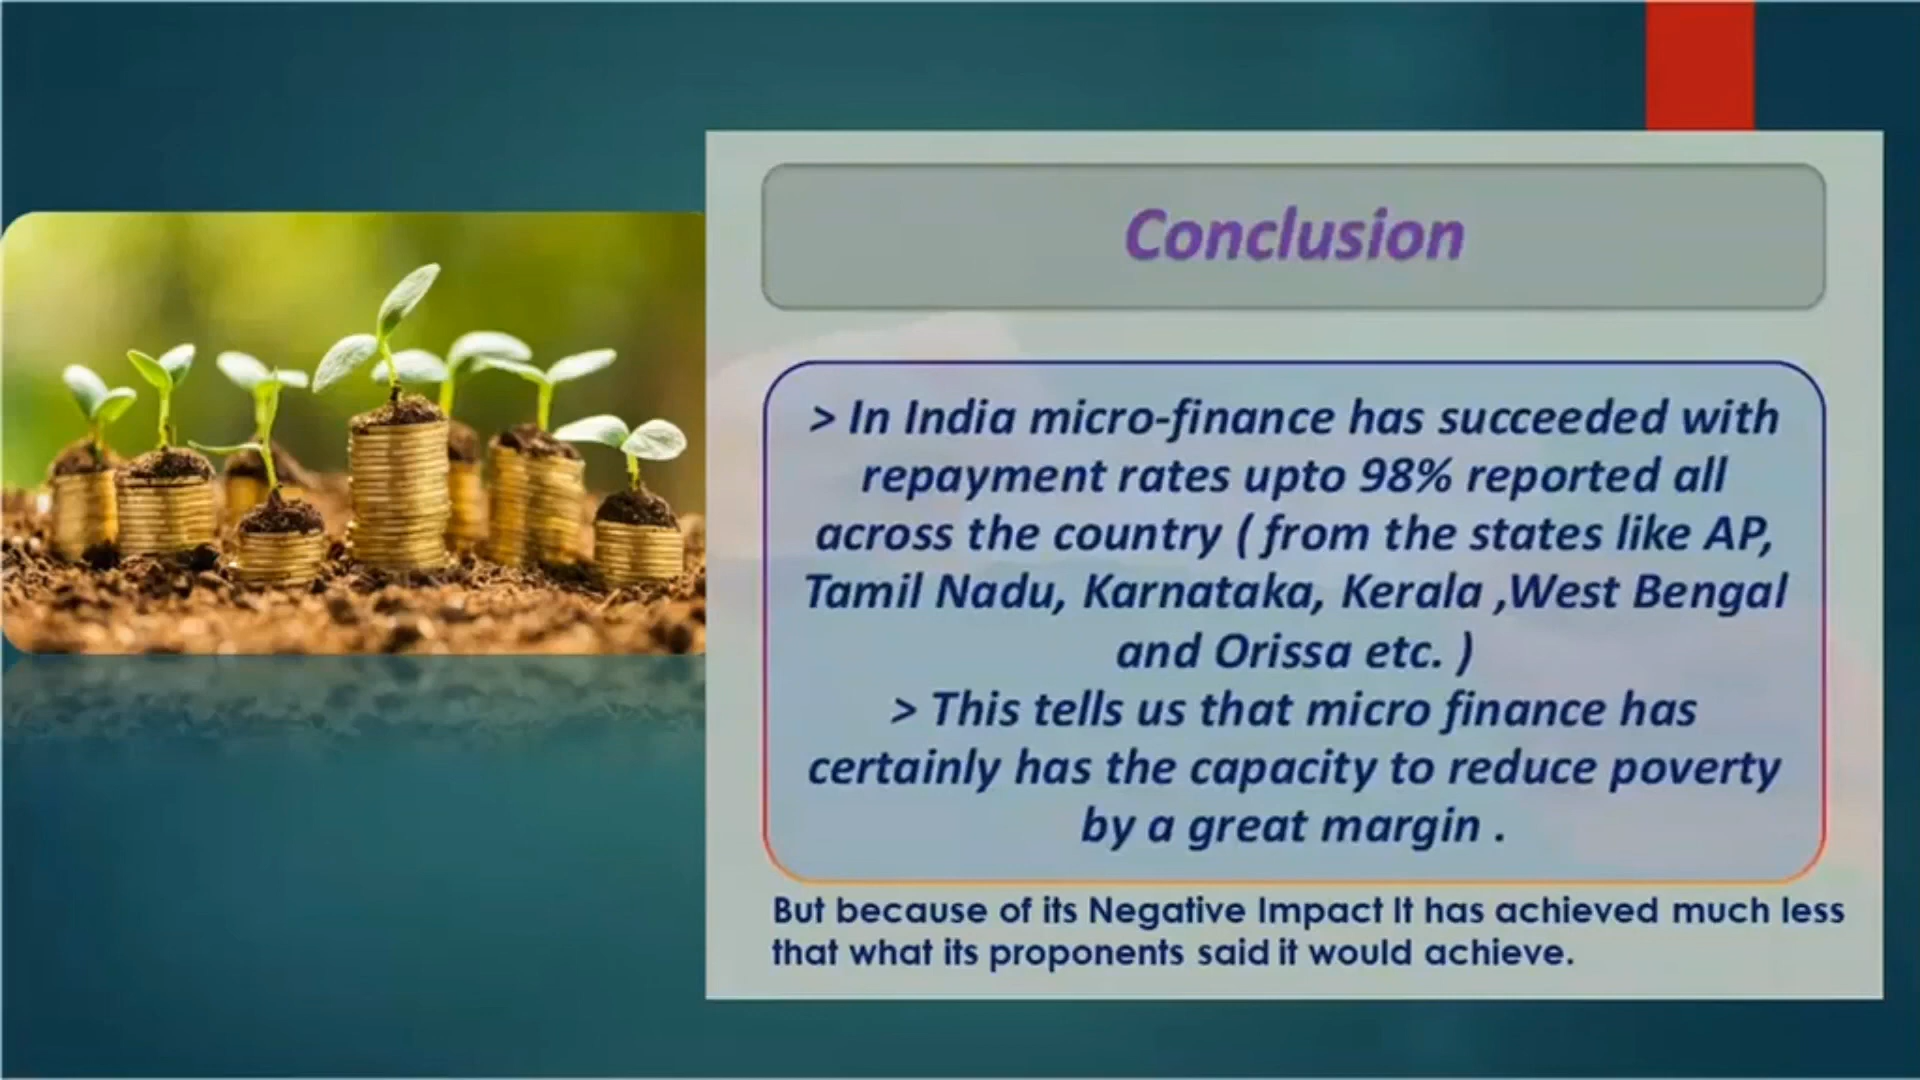 Conclusion
> In India micro-finance has succeeded with
repayment rates upto 98% reported all
across the country ( from the states like AP,
Tamil Nadu, Karnataka, Kerala ,West Bengal
and Orissa etc. )
> This tells us that micro finance has
certainly has the capacity to reduce poverty
by a great margin .
But because of its Negative Impact It has achieved much less
that what its proponents said it would achieve.